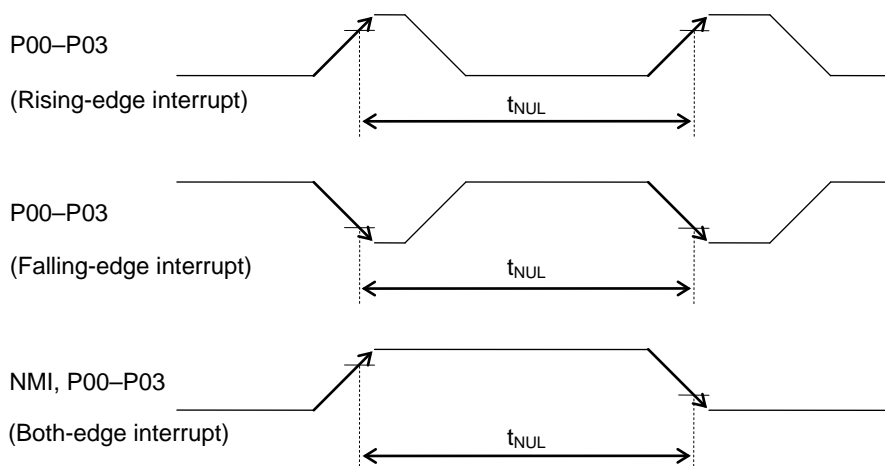 P00–P03
(Rising-edge interrupt)
tNUL
P00–P03
(Falling-edge interrupt)
tNUL
NMI, P00–P03
(Both-edge interrupt)
tNUL